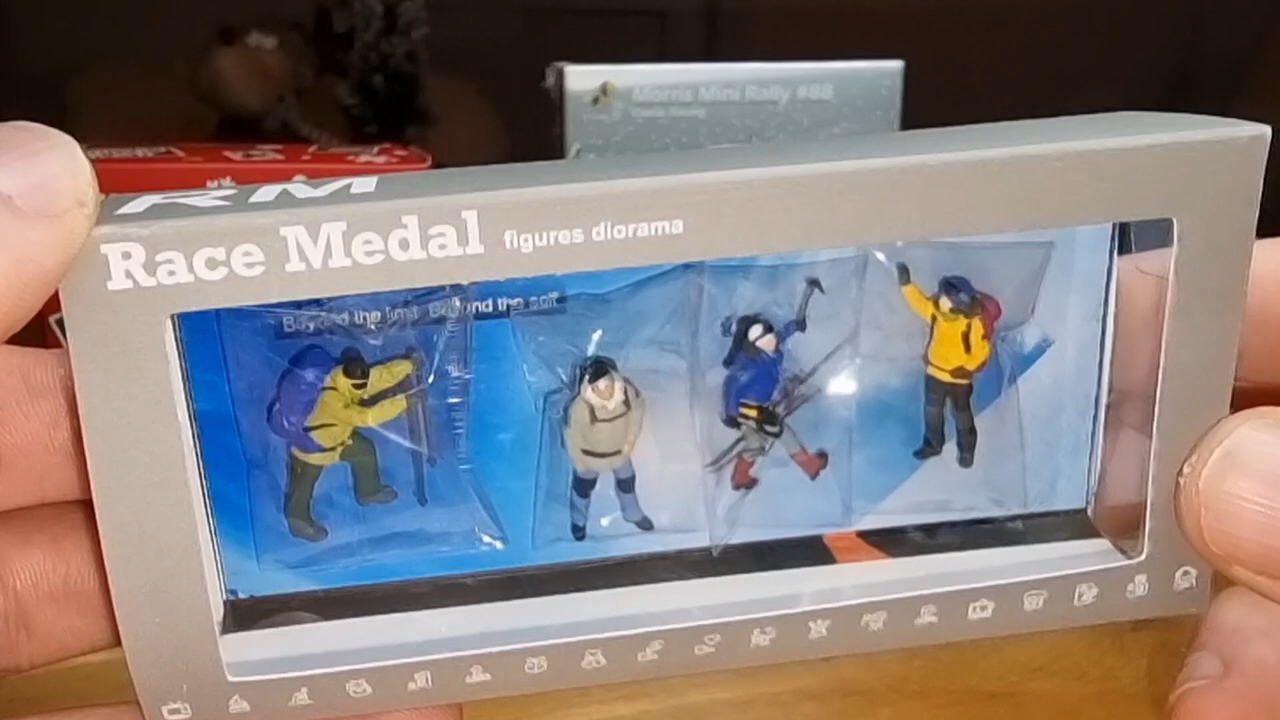 Morris Mini Rally #88
RM
Race Medal figures diorama
Beyond the limit. Beyond the self